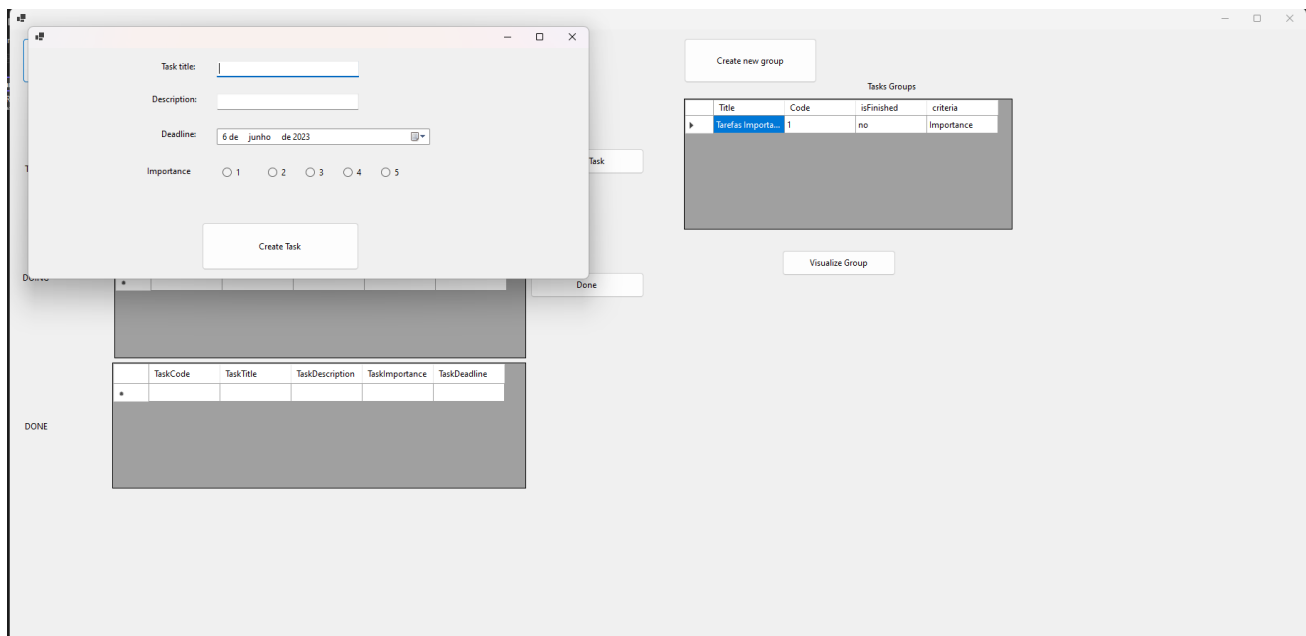 Task title:
Description:
Deadline:
6 de junho de 2023
Importance
1 2 3 4 5
Create Task
Task
DOING
Done
TaskCode TaskTitle TaskDescription TaskImportance TaskDeadline
DONE
Create new group
Tasks Groups
Title Code isFinished criteria
Tarefas Importa... 1 no Importance
Visualize Group